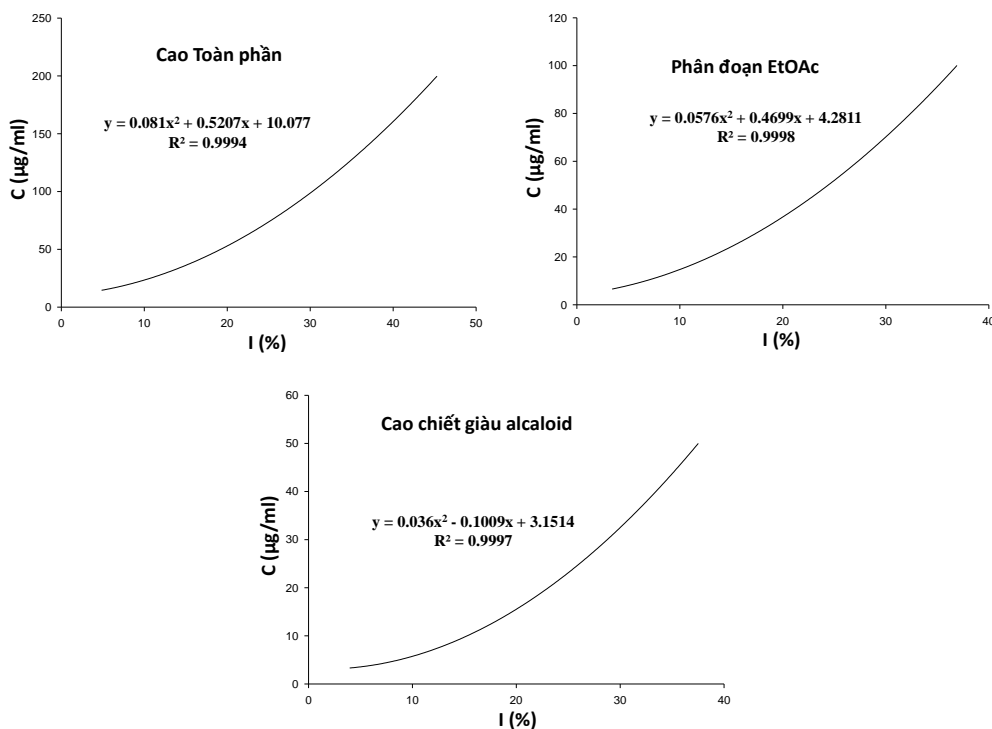 Cao Toàn phần
y = 0.081x² + 0.5207x + 10.077
R² = 0.9994
C (µg/ml)
250
200
150
100
50
0
0 10 20 30 40 50
I (%)
Phân đoạn EtOAc
y = 0.0576x² + 0.4699x + 4.2811
R² = 0.9998
C (µg/ml)
120
100
80
60
40
20
0
0 10 20 30 40
I (%)
Cao chiết giàu alcaloid
y = 0.036x² - 0.1009x + 3.1514
R² = 0.9997
C (µg/ml)
60
50
40
30
20
10
0
0 10 20 30 40
I (%)